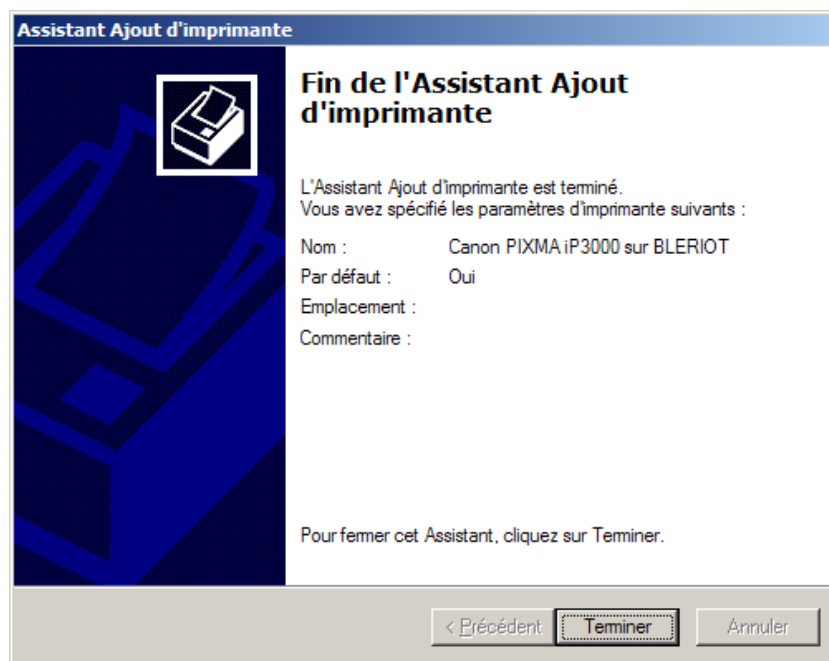 Assistant Ajout d'imprimante
Fin de l'Assistant Ajout
d'imprimante
L'Assistant Ajout d'imprimante est terminé.
Vous avez spécifié les paramètres d'imprimante suivants :
Nom : Canon PIXMA iP3000 sur BLERIOT
Par défaut : Oui
Emplacement :
Commentaire :
Pour fermer cet Assistant, cliquez sur Terminer.
< Précédent Terminer Annuler